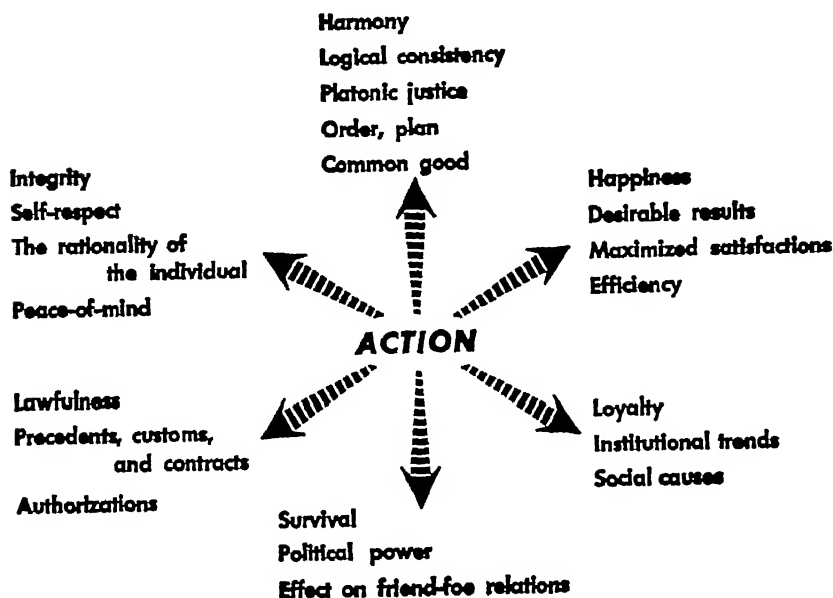 Harmony
Logical consistency
Platonic justice
Order, plan
Common good
Integrity
Self-respect
The rationality of
the individual
Peace-of-mind
Happiness
Desirable results
Maximized satisfactions
Efficiency
ACTION
Lawfulness
Precedents, customs,
and contracts
Authorizations
Loyalty
Institutional trends
Social causes
Survival
Political power
Effect on friend-foe relations